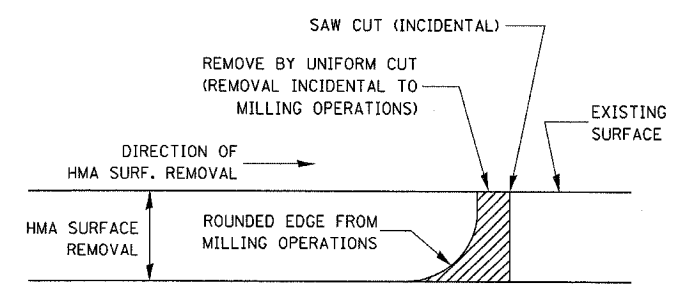 SAW CUT (INCIDENTAL)
REMOVE BY UNIFORM CUT
(REMOVAL INCIDENTAL TO
MILLING OPERATIONS)
EXISTING
SURFACE
DIRECTION OF
HMA SURF. REMOVAL
HMA SURFACE
REMOVAL
ROUNDED EDGE FROM
MILLING OPERATIONS